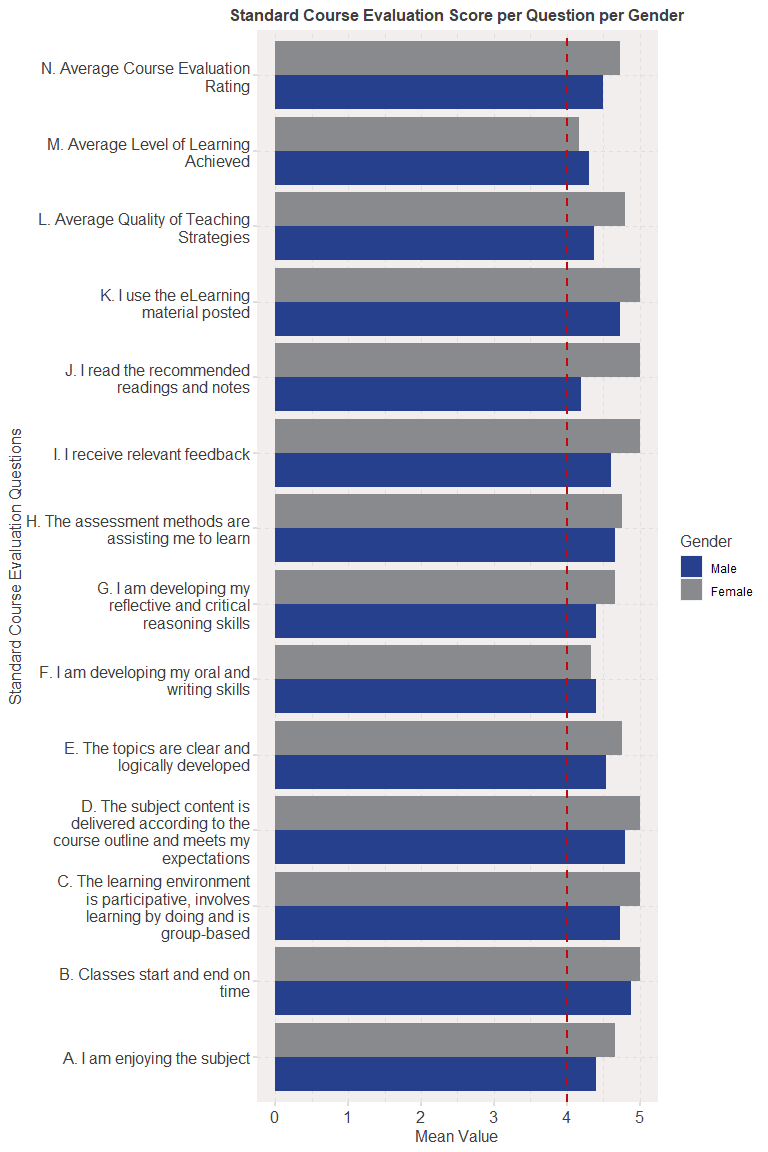 Standard Course Evaluation Score per Question per Gender
N. Average Course Evaluation
Rating
M. Average Level of Learning
Achieved
L. Average Quality of Teaching
Strategies
K. I use the eLearning
material posted
J. I read the recommended
readings and notes
I. I receive relevant feedback
H. The assessment methods are
assisting me to learn
G. I am developing my
reflective and critical
reasoning skills
F. I am developing my oral and
writing skills
E. The topics are clear and
logically developed
D. The subject content is
delivered according to the
course outline and meets my
expectations
C. The learning environment
is participative, involves
learning by doing and is
group-based
B. Classes start and end on
time
A. I am enjoying the subject
Standard Course Evaluation Questions
0 1 2 3 4 5
Mean Value
Gender
Male
Female